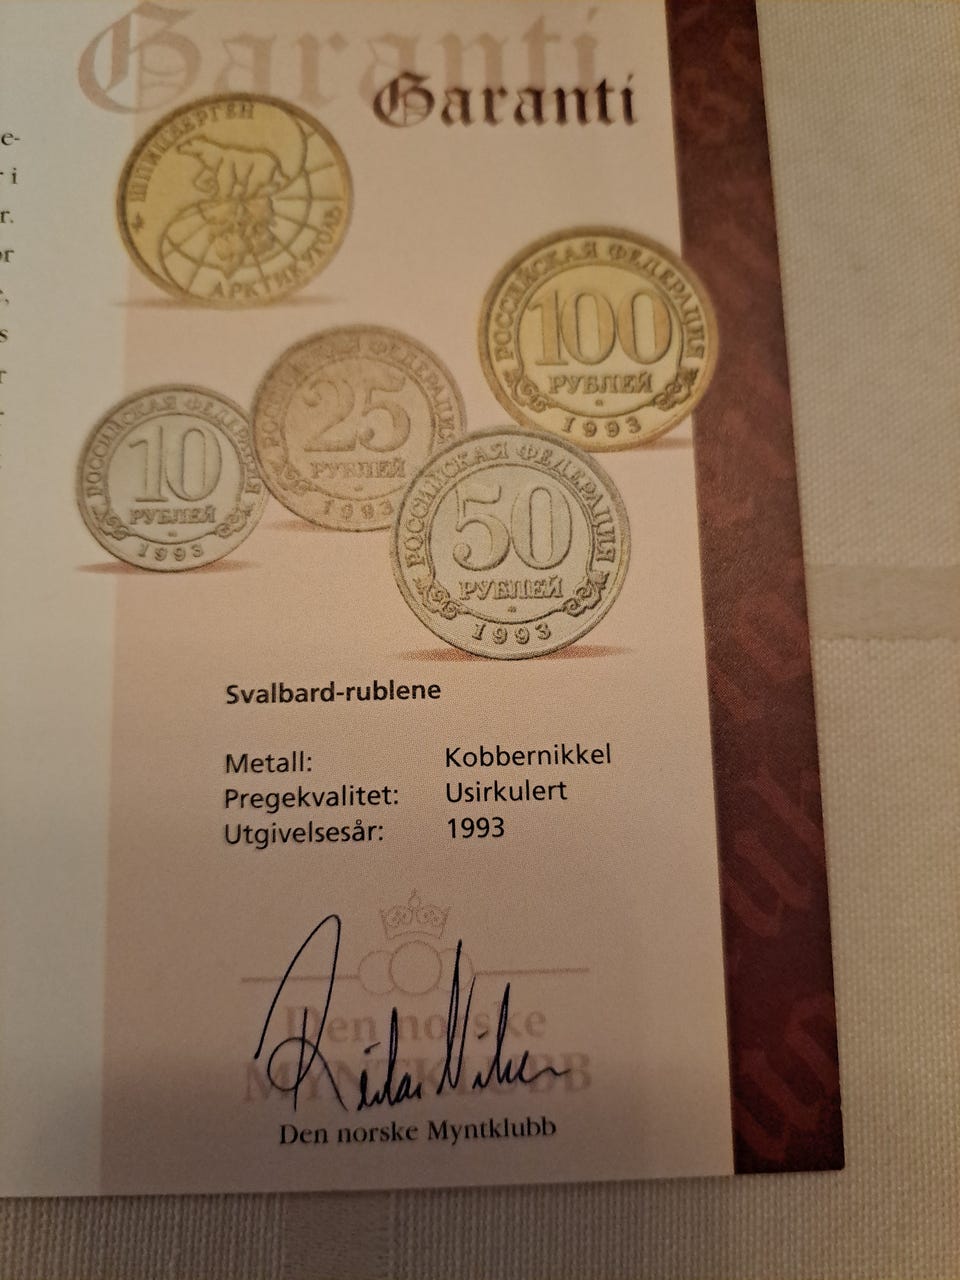 Garanti
Garanti
e-
r i
r.
or
e,
s
r
ШПИЦБЕРГЕН
АРКТИКУГОЛЬ
РОССИЙСКАЯ ФЕДЕРАЦИЯ
100
РУБЛЕЙ
1993
РОССИЙСКАЯ ФЕДЕРАЦИЯ
25
РУБЛЕЙ
1993
РОССИЙСКАЯ ФЕДЕРАЦИЯ
10
РУБЛЕЙ
1993
РОССИЙСКАЯ ФЕДЕРАЦИЯ
50
РУБЛЕЙ
1993
Svalbard-rublene
Metall: Kobbernikkel
Pregekvalitet: Usirkulert
Utgivelsesår: 1993
Den norske
MYNTKLUBB
Den norske Myntklubb